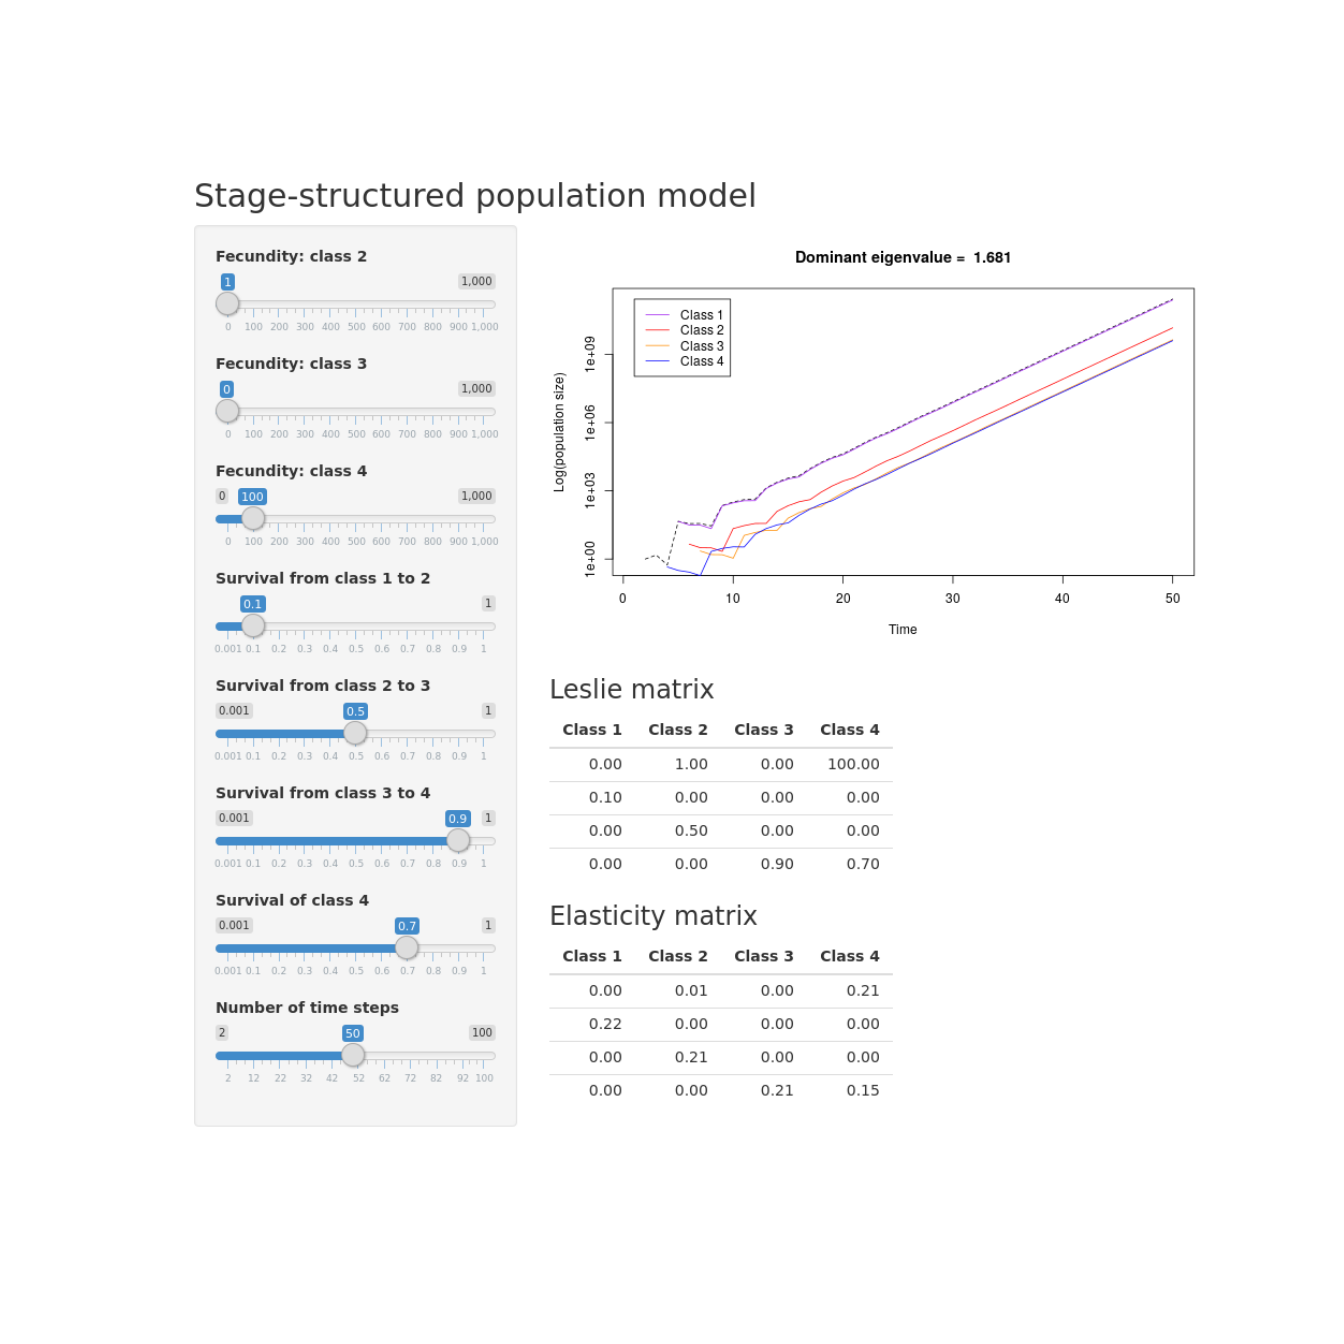 Stage-structured population model
Fecundity: class 2
1 1,000
0 100 200 300 400 500 600 700 800 900 1,000
Fecundity: class 3
0 1,000
0 100 200 300 400 500 600 700 800 900 1,000
Fecundity: class 4
0 100 1,000
0 100 200 300 400 500 600 700 800 900 1,000
Survival from class 1 to 2
0.1 1
0.001 0.1 0.2 0.3 0.4 0.5 0.6 0.7 0.8 0.9 1
Survival from class 2 to 3
0.001 0.5 1
0.001 0.1 0.2 0.3 0.4 0.5 0.6 0.7 0.8 0.9 1
Survival from class 3 to 4
0.001 0.9 1
0.001 0.1 0.2 0.3 0.4 0.5 0.6 0.7 0.8 0.9 1
Survival of class 4
0.001 0.7 1
0.001 0.1 0.2 0.3 0.4 0.5 0.6 0.7 0.8 0.9 1
Number of time steps
2 50 100
2 12 22 32 42 52 62 72 82 92 100
Dominant eigenvalue = 1.681
Class 1
Class 2
Class 3
Class 4
Log(population size)
1e+09
1e+06
1e+03
1e+00
0 10 20 30 40 50
Time
Leslie matrix
Class 1 Class 2 Class 3 Class 4
0.00 1.00 0.00 100.00
0.10 0.00 0.00 0.00
0.00 0.50 0.00 0.00
0.00 0.00 0.90 0.70
Elasticity matrix
Class 1 Class 2 Class 3 Class 4
0.00 0.01 0.00 0.21
0.22 0.00 0.00 0.00
0.00 0.21 0.00 0.00
0.00 0.00 0.21 0.15